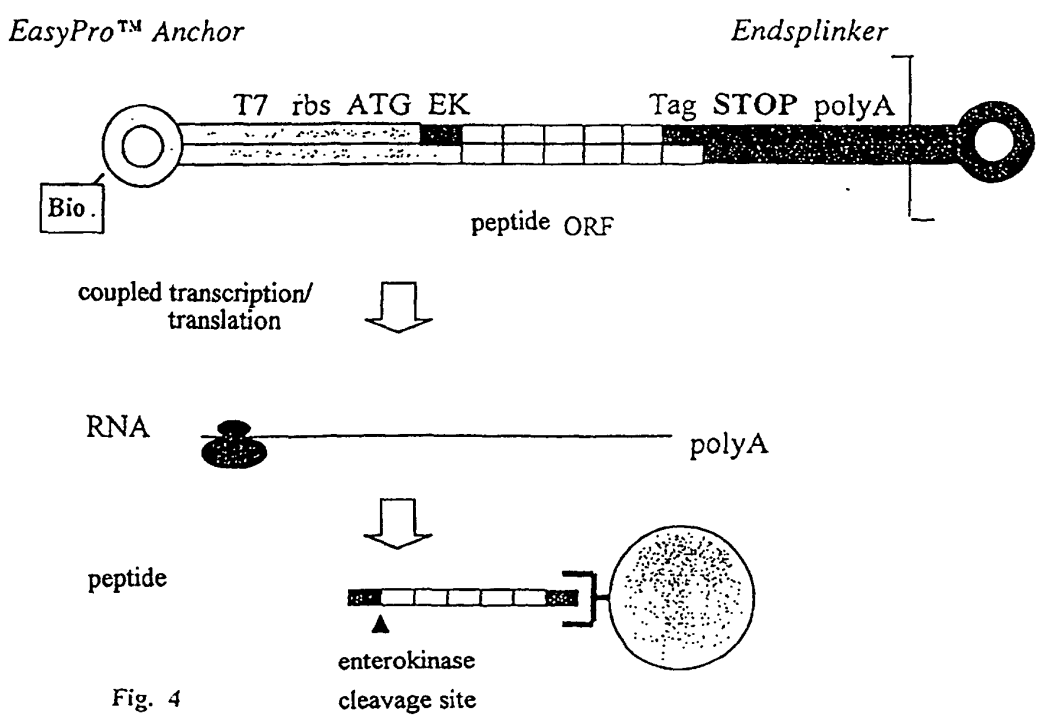 EasyPro™ Anchor
Endsplinker
T7 rbs ATG EK
Tag STOP polyA
Bio.
peptide ORF
coupled transcription/
translation
RNA
polyA
peptide
enterokinase
cleavage site
Fig. 4